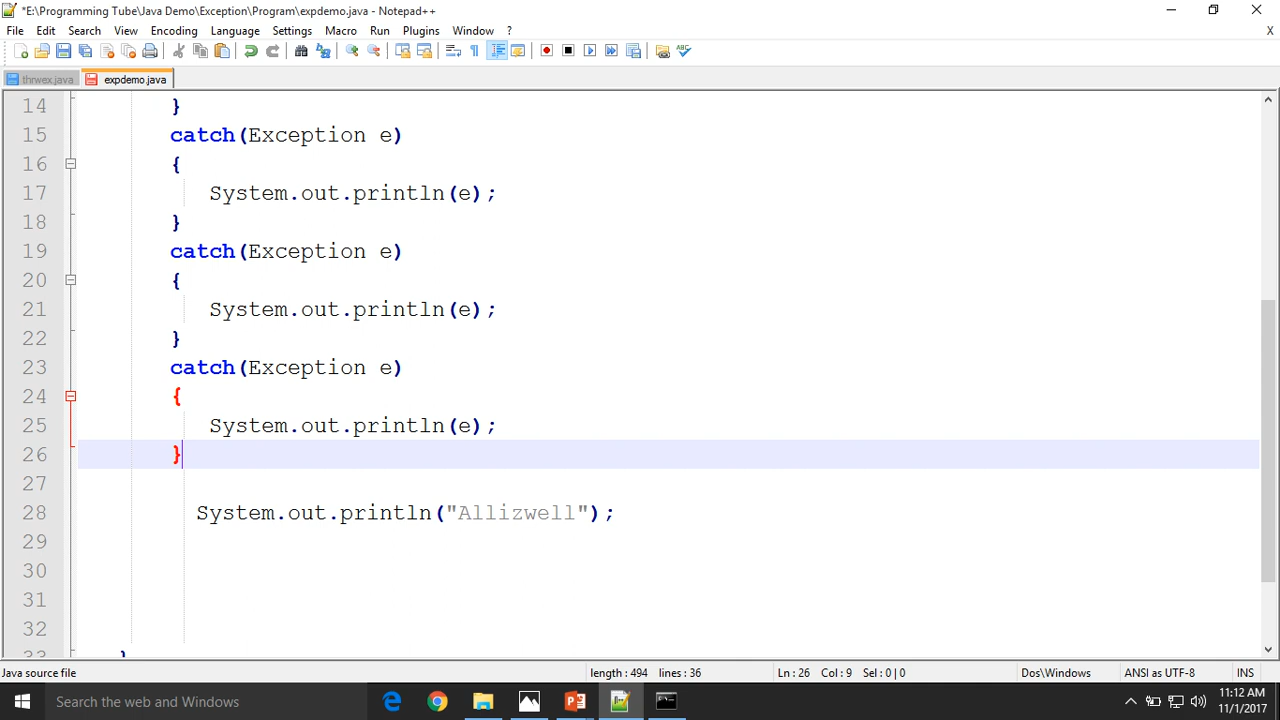 *E:\Programming Tube\Java Demo\Exception\Program\expdemo.java - Notepad++
File Edit Search View Encoding Language Settings Macro Run Plugins Window ? X
thrwex.java expdemo.java
14 }
15 catch(Exception e)
16 {
17 System.out.println(e);
18 }
19 catch(Exception e)
20 {
21 System.out.println(e);
22 }
23 catch(Exception e)
24 {
25 System.out.println(e);
26 }
27
28 System.out.println("Allizwell");
29
30
31
32
33 }
Java source file length : 494 lines : 36 Ln : 26 Col : 9 Sel : 0 | 0 Dos\Windows ANSI as UTF-8 INS
Search the web and Windows 11:12 AM
11/1/2017